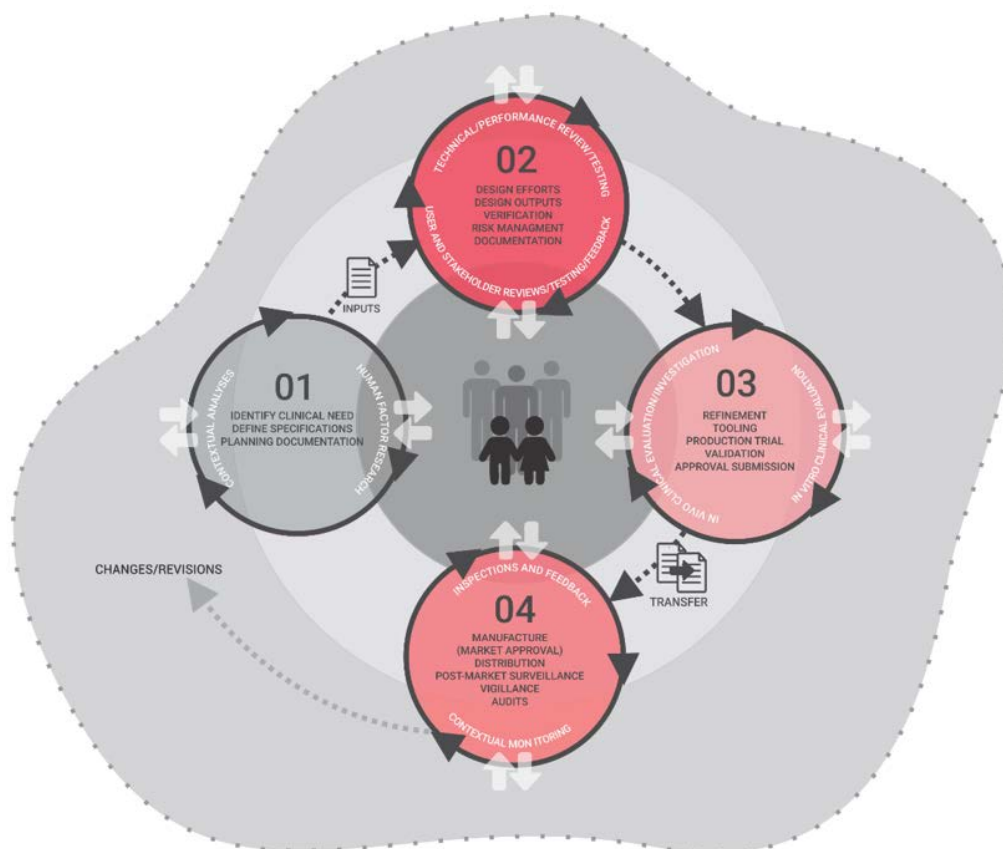 TECHNICAL/PERFORMANCE REVIEW/TESTING
02
DESIGN EFFORTS
DESIGN OUTPUTS
VERIFICATION
RISK MANAGMENT
DOCUMENTATION
USER AND STAKEHOLDER REVIEWS/TESTING/FEEDBACK
INPUTS
CONTEXTUAL ANALYSES
01
IDENTIFY CLINICAL NEED
DEFINE SPECIFICATIONS
PLANNING DOCUMENTATION
HUMAN FACTOR RESEARCH
IN VIVO CLINICAL EVALUATION/INVESTIGATION
03
REFINEMENT
TOOLING
PRODUCTION TRIAL
VALIDATION
APPROVAL SUBMISSION
IN VITRO CLINICAL EVALUATION
TRANSFER
CHANGES/REVISIONS
INSPECTIONS AND FEEDBACK
04
MANUFACTURE
(MARKET APPROVAL)
DISTRIBUTION
POST-MARKET SURVEILLANCE
VIGILLANCE
AUDITS
CONTEXTUAL MONITORING